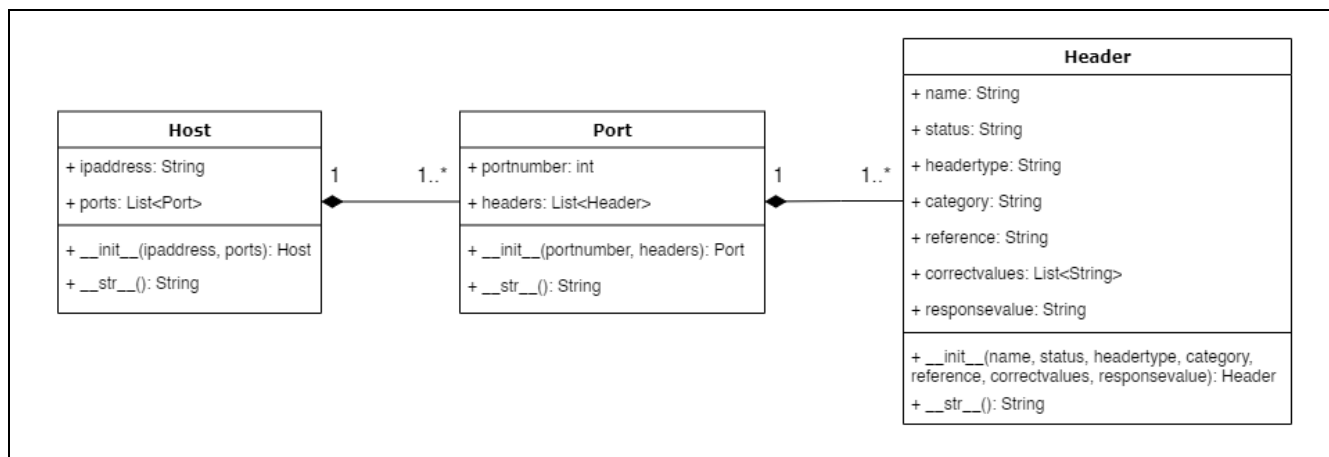 Host
+ ipaddress: String
+ ports: List<Port>
+ __init__(ipaddress, ports): Host
+ __str__(): String
1
1..*
Port
+ portnumber: int
+ headers: List<Header>
+ __init__(portnumber, headers): Port
+ __str__(): String
1
1..*
Header
+ name: String
+ status: String
+ headertype: String
+ category: String
+ reference: String
+ correctvalues: List<String>
+ responsevalue: String
+ __init__(name, status, headertype, category,
reference, correctvalues, responsevalue): Header
+ __str__(): String